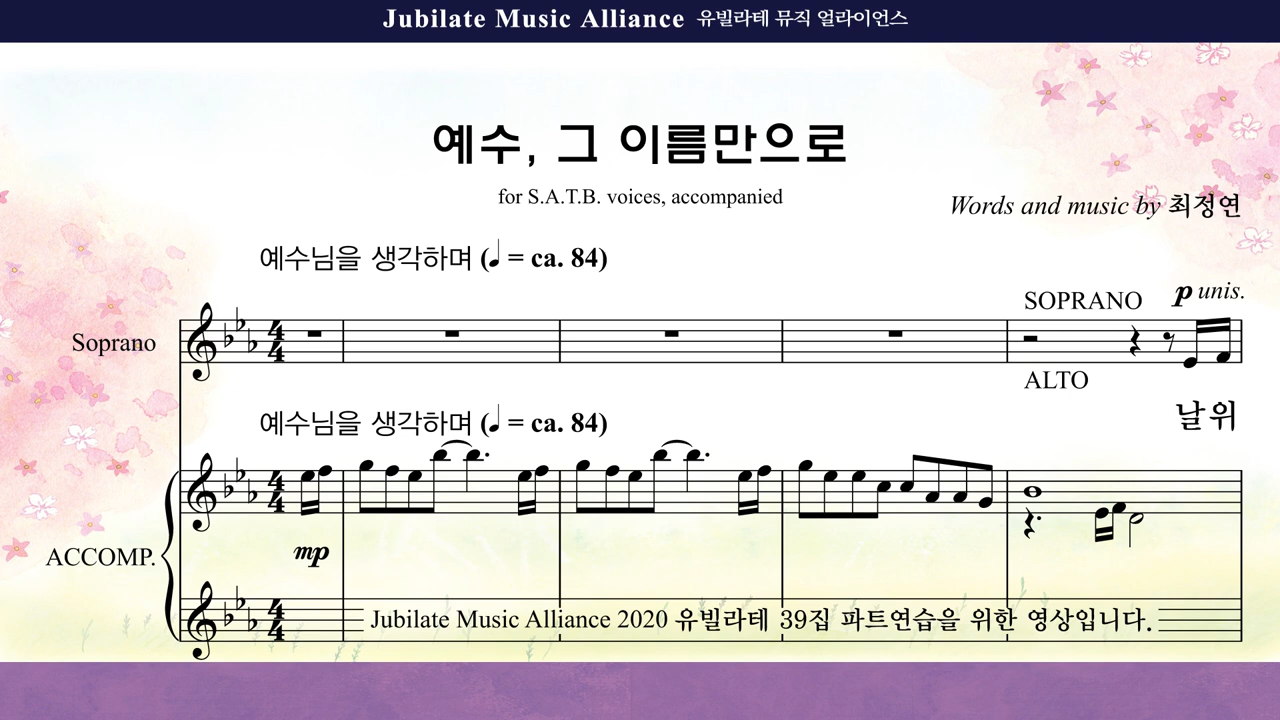 Jubilate Music Alliance 유빌라테 뮤직 얼라이언스
예수, 그 이름만으로
for S.A.T.B. voices, accompanied
Words and music by 최정연
예수님을 생각하며 (♩ = ca. 84)
SOPRANO p unis.
Soprano
ALTO
날위
예수님을 생각하며 (♩ = ca. 84)
mp
ACCOMP.
Jubilate Music Alliance 2020 유빌라테 39집 파트연습을 위한 영상입니다.